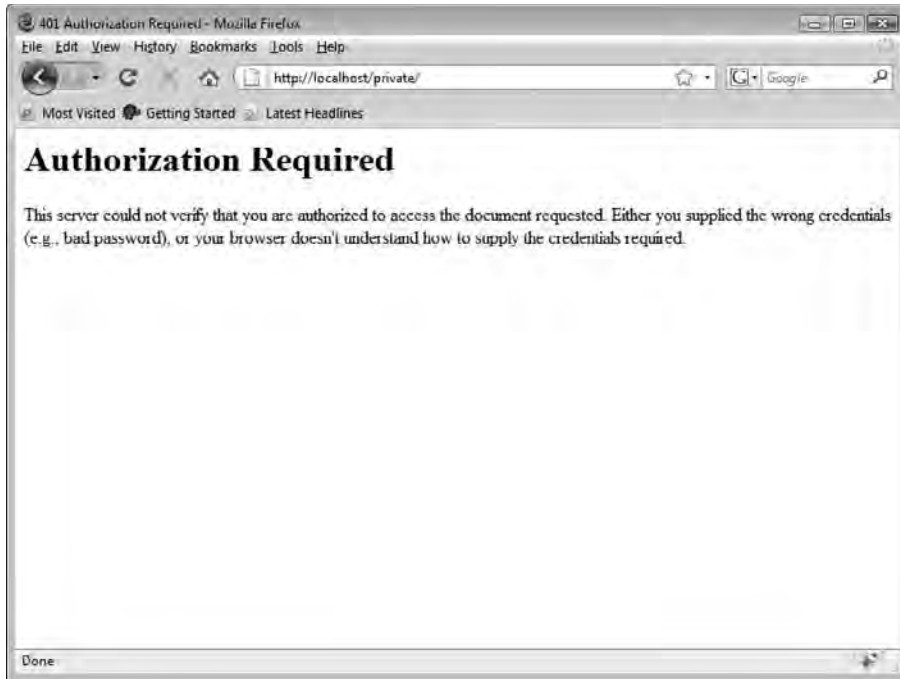 401 Authorization Required - Mozilla Firefox
File Edit View History Bookmarks Tools Help
http://localhost/private/
G Google
Most Visited Getting Started Latest Headlines
Authorization Required
This server could not verify that you are authorized to access the document requested. Either you supplied the wrong credentials
(e.g., bad password), or your browser doesn't understand how to supply the credentials required.
Done